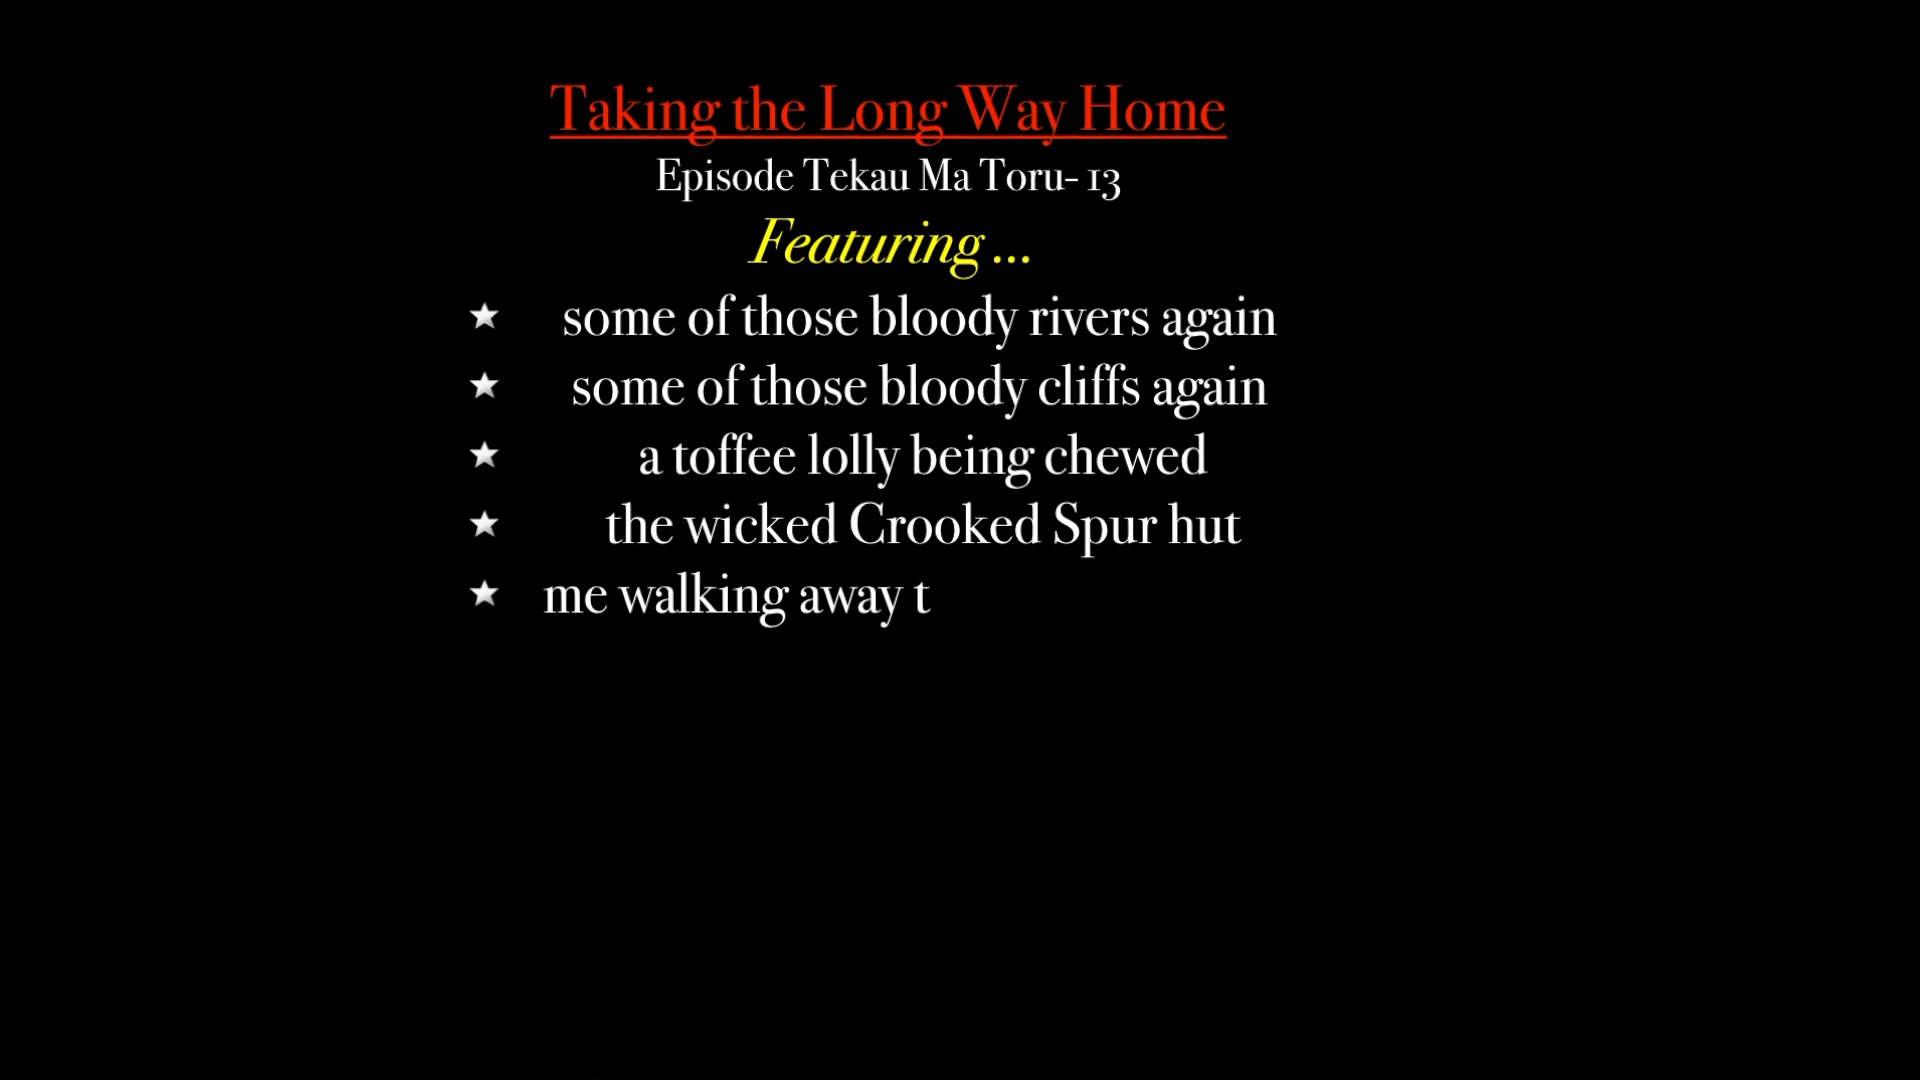 Taking the Long Way Home
Episode Tekau Ma Toru- 13
Featuring ...
★ some of those bloody rivers again
★ some of those bloody cliffs again
★ a toffee lolly being chewed
★ the wicked Crooked Spur hut
★ me walking away t